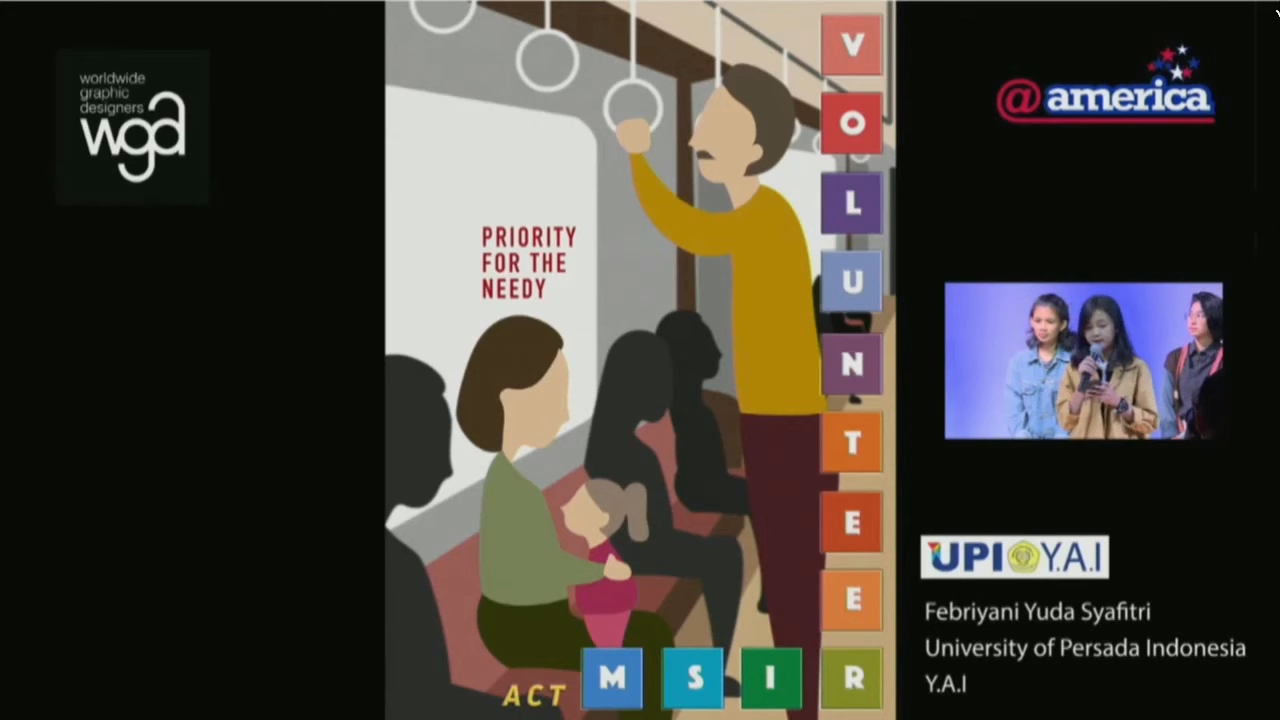 worldwide
graphic
designers
wga
@america
PRIORITY
FOR THE
NEEDY
V
O
L
U
N
T
E
E
ACT M S I R
UPI Y.A.I
Febriyani Yuda Syafitri
University of Persada Indonesia
Y.A.I